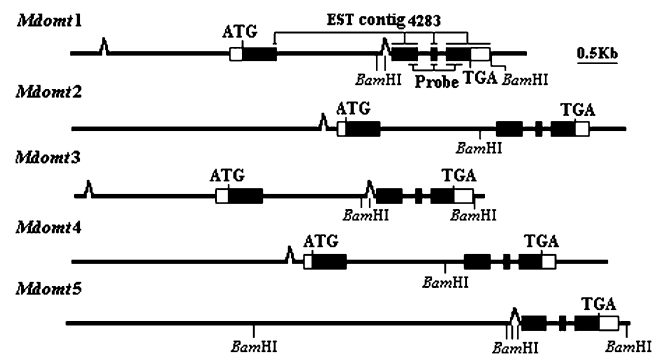 Mdomt1
ATG
EST contig 4283
BamHI
Probe
TGA
BamHI
0.5Kb
Mdomt2
ATG
TGA
BamHI
Mdomt3
ATG
TGA
BamHI
BamHI
Mdomt4
ATG
TGA
BamHI
Mdomt5
TGA
BamHI
BamHI
BamHI